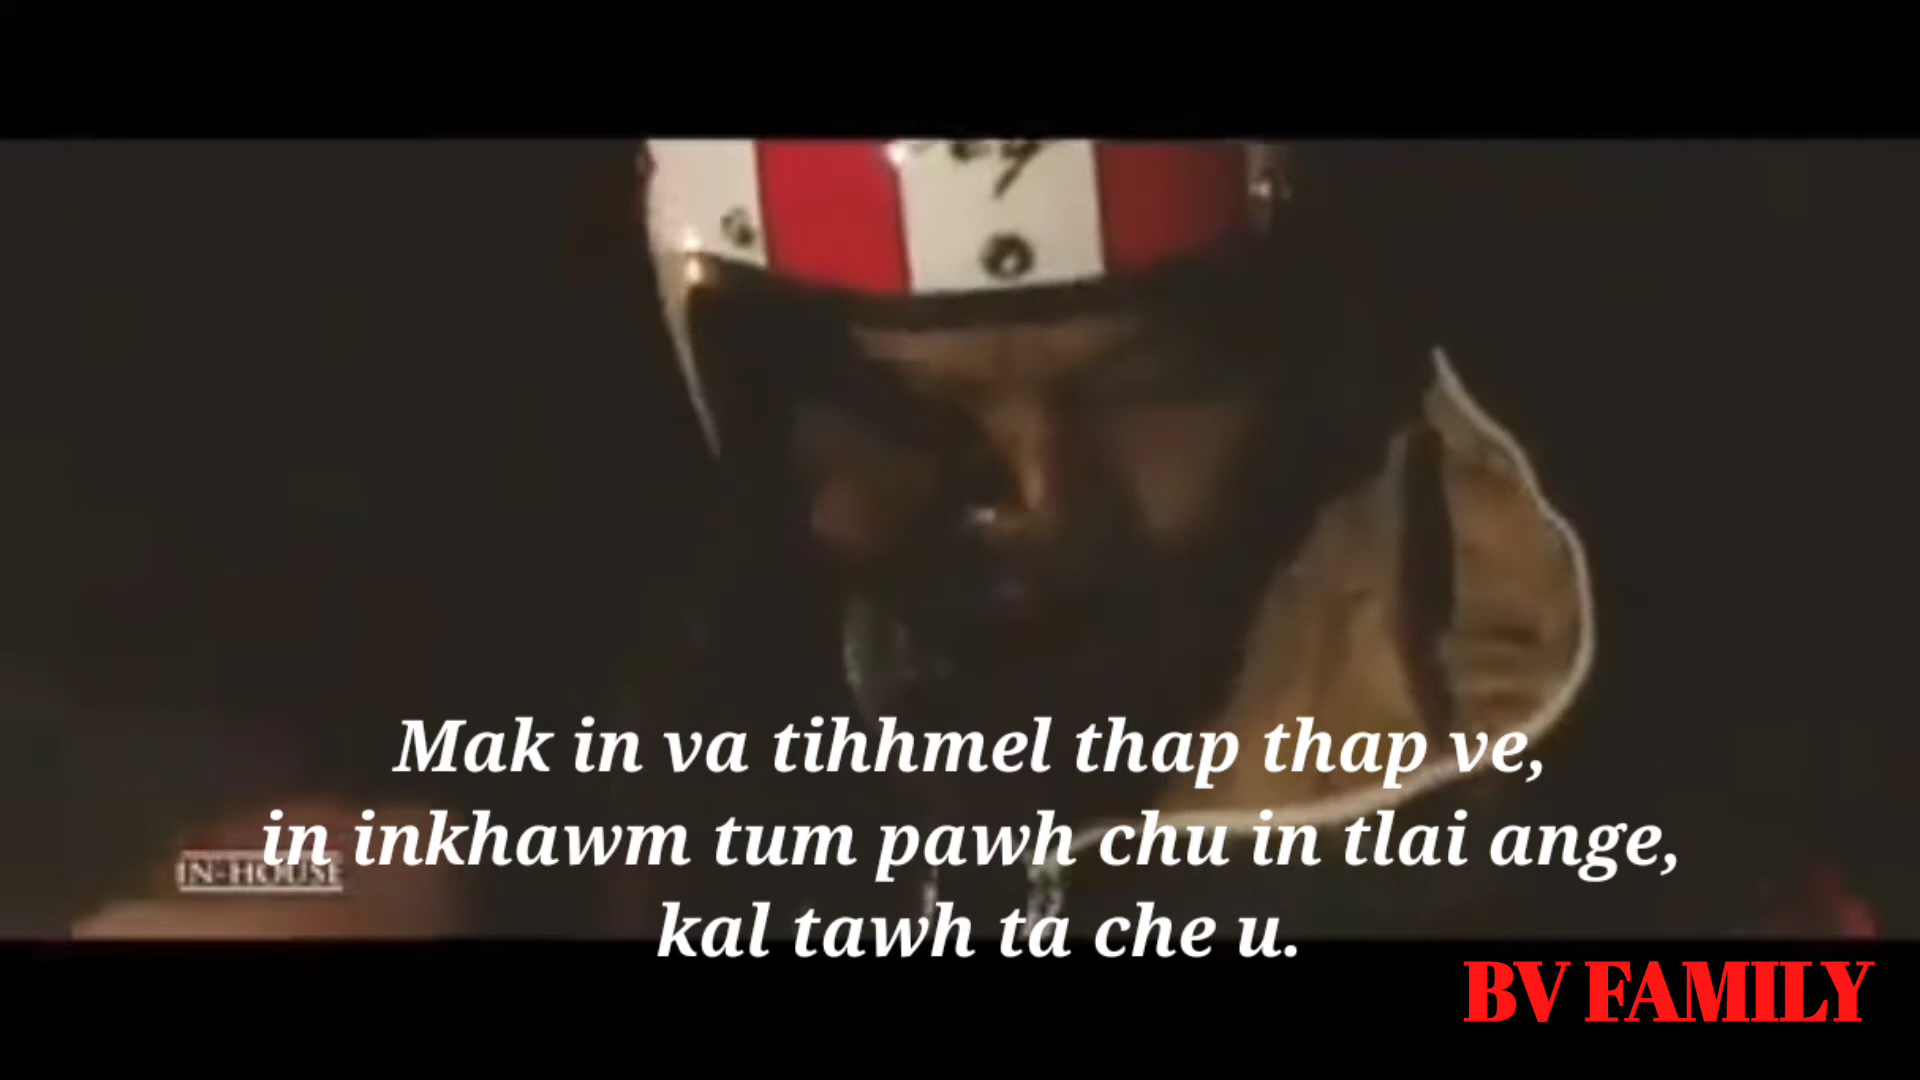 Mak in va tihhmel thap thap ve,
in inkhawm tum pawh chu in tlai ange,
IN-HOUSE
kal tawh ta che u.
BV FAMILY